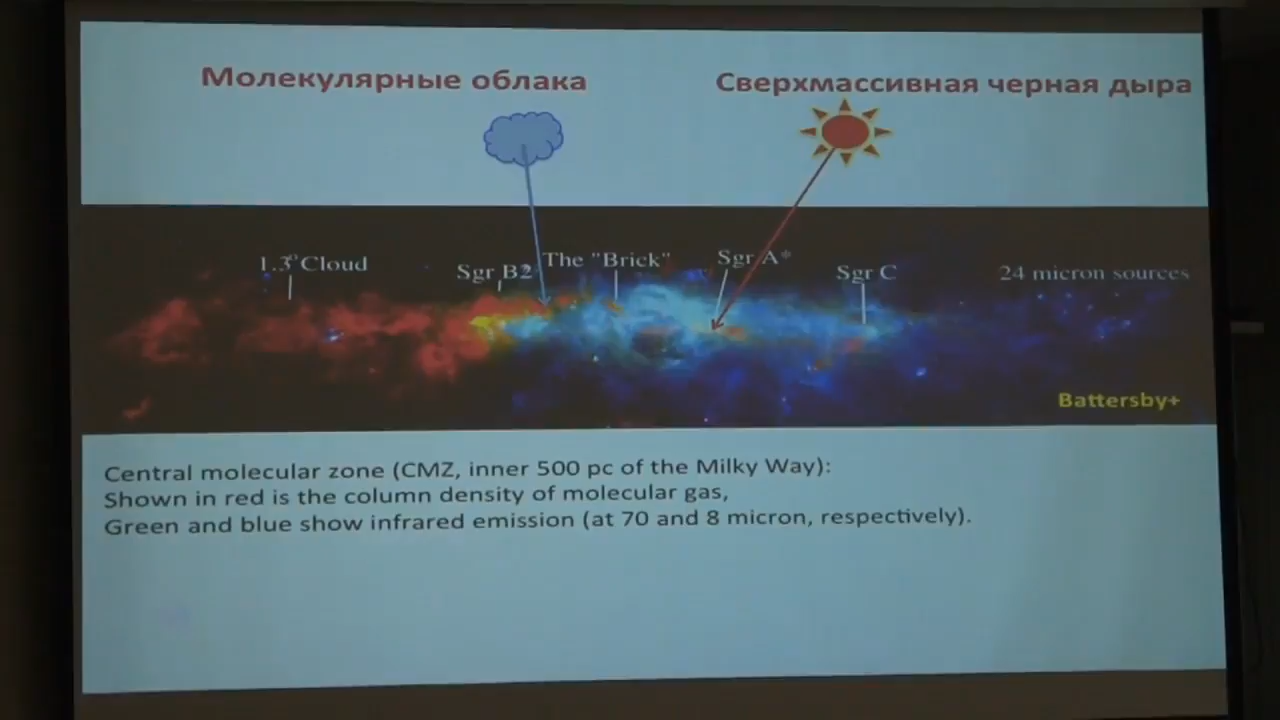 Молекулярные облака
Сверхмассивная черная дыра
1.3° Cloud
Sgr B2
The "Brick"
Sgr A*
Sgr C
24 micron sources
Battersby+
Central molecular zone (CMZ, inner 500 pc of the Milky Way):
Shown in red is the column density of molecular gas,
Green and blue show infrared emission (at 70 and 8 micron, respectively).